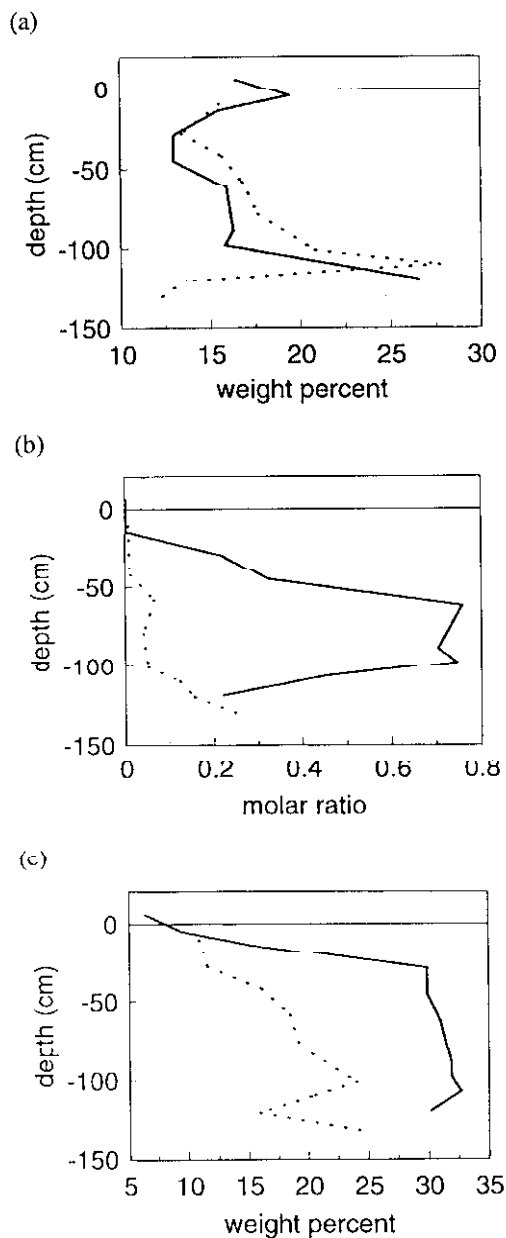 (a)
0
-50
-100
-150
depth (cm)
10 15 20 25 30
weight percent
(b)
0
-50
-100
-150
depth (cm)
0 0.2 0.4 0.6 0.8
molar ratio
(c)
0
-50
-100
-150
depth (cm)
5 10 15 20 25 30 35
weight percent